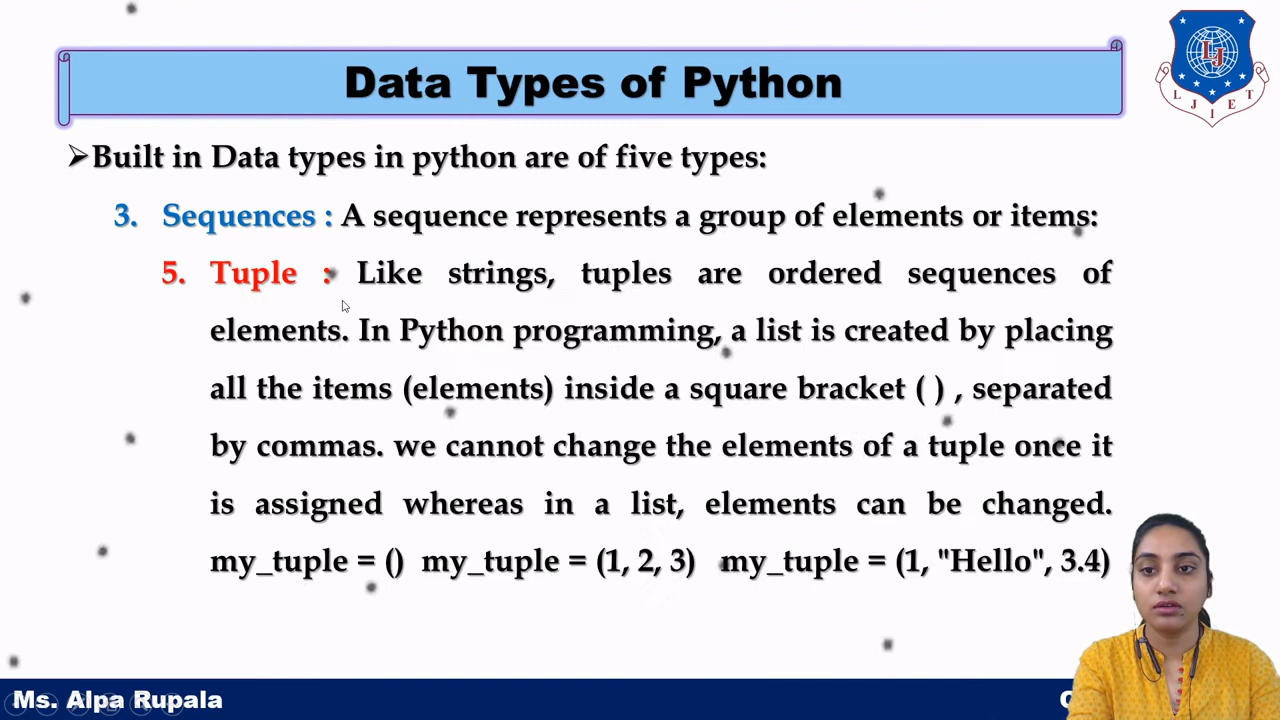 Data Types of Python
LJ
LJIET
➢Built in Data types in python are of five types:
3. Sequences : A sequence represents a group of elements or items:
5. Tuple : Like strings, tuples are ordered sequences of
elements. In Python programming, a list is created by placing
all the items (elements) inside a square bracket ( ) , separated
by commas. we cannot change the elements of a tuple once it
is assigned whereas in a list, elements can be changed.
my_tuple = () my_tuple = (1, 2, 3) my_tuple = (1, "Hello", 3.4)
Ms. Alpa Rupala